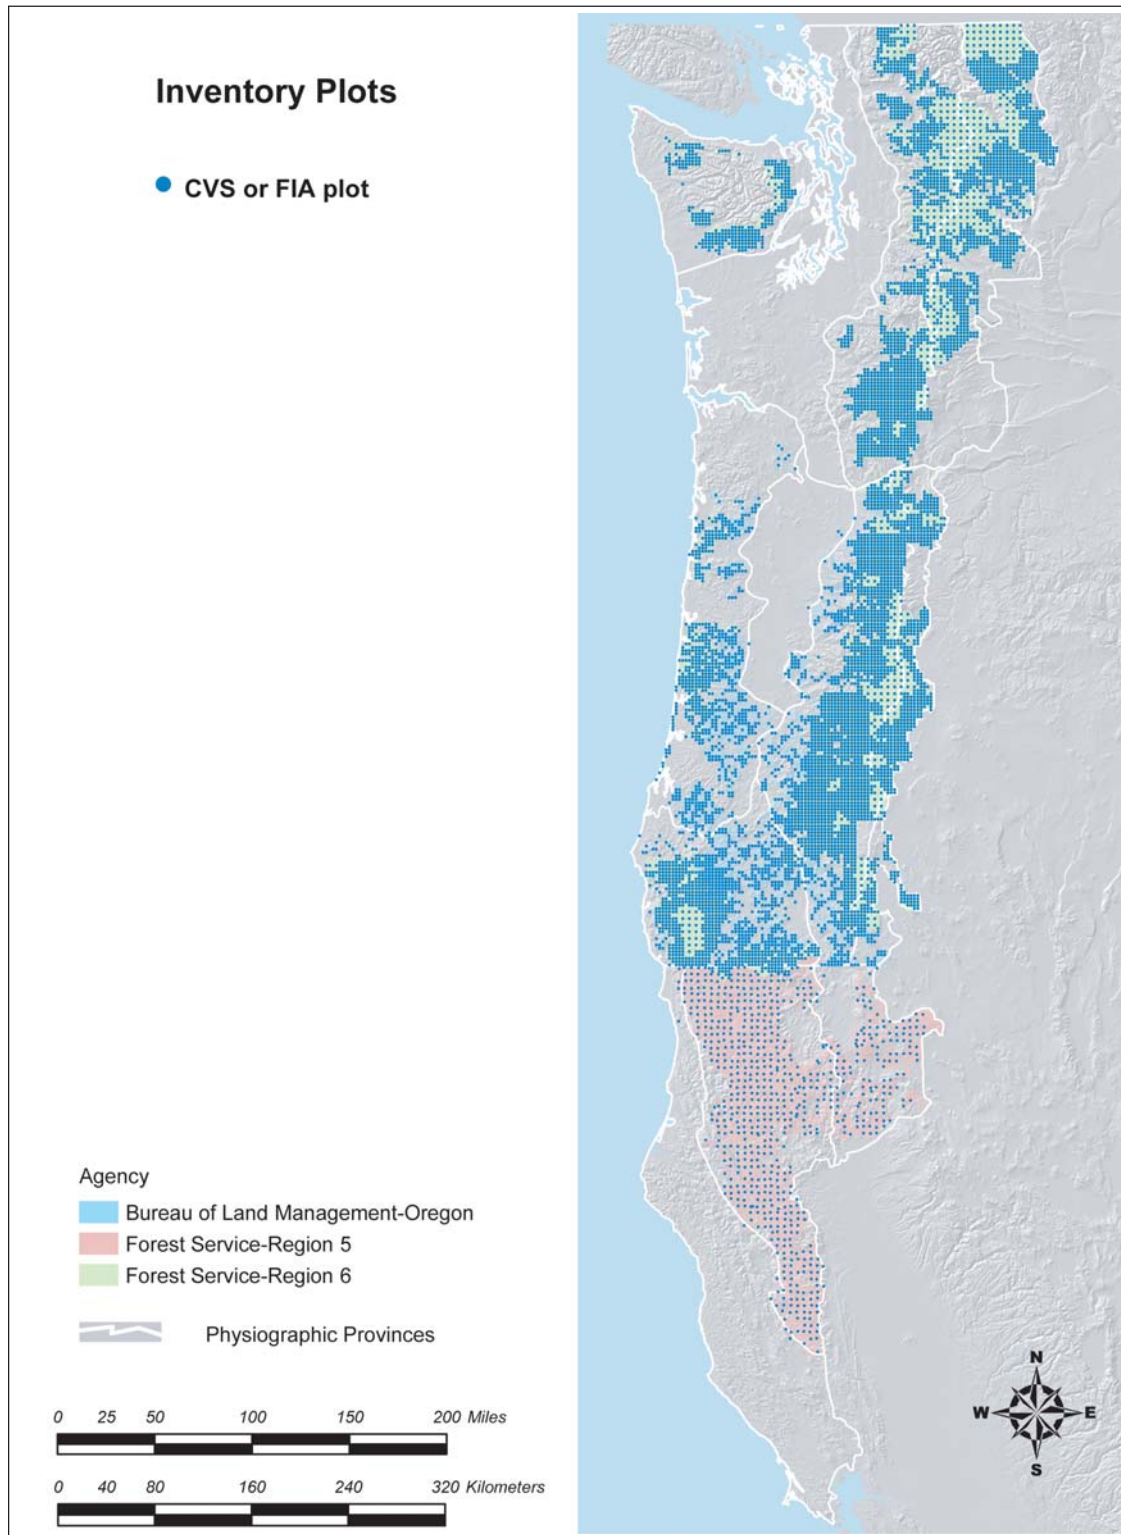 Inventory Plots
CVS or FIA plot
Agency
Bureau of Land Management-Oregon
Forest Service-Region 5
Forest Service-Region 6
Physiographic Provinces
0 25 50 100 150 200 Miles
0 40 80 160 240 320 Kilometers
N
W E
S